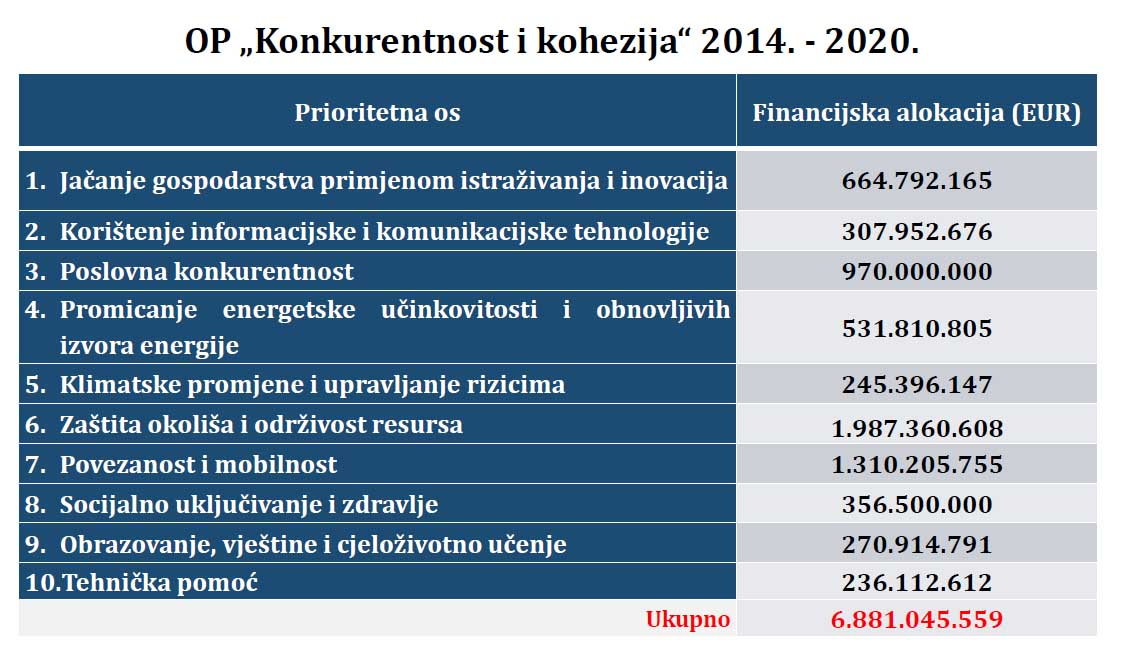 OP „Konkurentnost i kohezija“ 2014. - 2020.
Prioritetna os Financijska alokacija (EUR)
1. Jačanje gospodarstva primjenom istraživanja i inovacija 664.792.165
2. Korištenje informacijske i komunikacijske tehnologije 307.952.676
3. Poslovna konkurentnost 970.000.000
4. Promicanje energetske učinkovitosti i obnovljivih
izvora energije 531.810.805
5. Klimatske promjene i upravljanje rizicima 245.396.147
6. Zaštita okoliša i održivost resursa 1.987.360.608
7. Povezanost i mobilnost 1.310.205.755
8. Socijalno uključivanje i zdravlje 356.500.000
9. Obrazovanje, vještine i cjeloživotno učenje 270.914.791
10.Tehnička pomoć 236.112.612
Ukupno 6.881.045.559